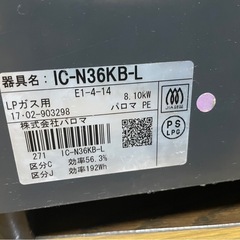 器具名：IC-N36KB-L
E1-4-14 8.10kW
LPガス用 パロマ PE
17・02-903298
株式会社パロマ
271 IC-N36KB-L
区分C 効率56.3%
区分J 効率192Wh
PS
LPG